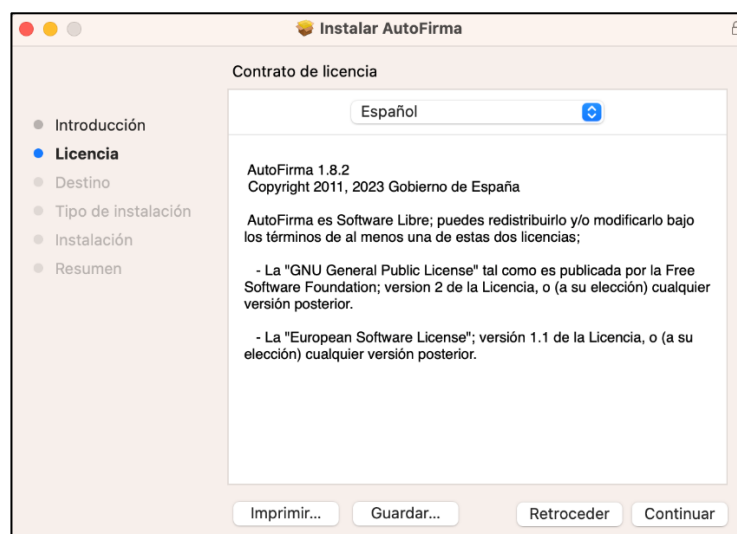 Instalar AutoFirma
Contrato de licencia
Introducción
Licencia
Destino
Tipo de instalación
Instalación
Resumen
Español
AutoFirma 1.8.2
Copyright 2011, 2023 Gobierno de España
AutoFirma es Software Libre; puedes redistribuirlo y/o modificarlo bajo
los términos de al menos una de estas dos licencias;
- La "GNU General Public License" tal como es publicada por la Free
Software Foundation; version 2 de la Licencia, o (a su elección) cualquier
versión posterior.
- La "European Software License"; versión 1.1 de la Licencia, o (a su
elección) cualquier versión posterior.
Imprimir... Guardar... Retroceder Continuar